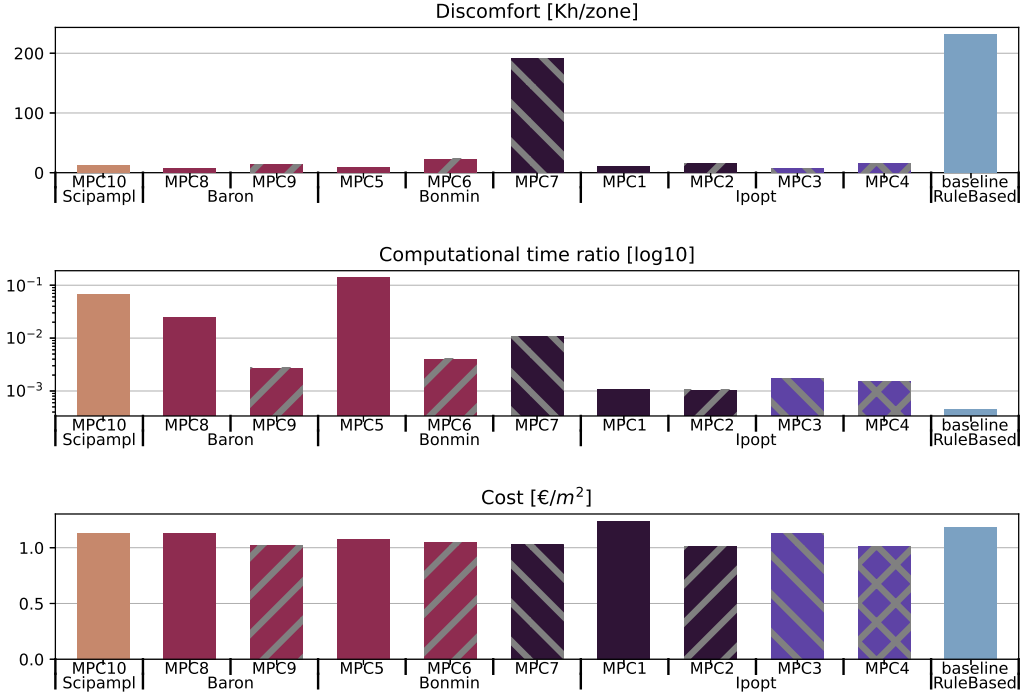 Discomfort [Kh/zone]
200
100
0
MPC10 MPC8 MPC9 MPC5 MPC6 MPC7 MPC1 MPC2 MPC3 MPC4 baseline
Scipampl Baron Bonmin Ipopt RuleBased
Computational time ratio [log10]
10⁻¹
10⁻²
10⁻³
MPC10 MPC8 MPC9 MPC5 MPC6 MPC7 MPC1 MPC2 MPC3 MPC4 baseline
Scipampl Baron Bonmin Ipopt RuleBased
Cost [€/m²]
1.0
0.5
0.0
MPC10 MPC8 MPC9 MPC5 MPC6 MPC7 MPC1 MPC2 MPC3 MPC4 baseline
Scipampl Baron Bonmin Ipopt RuleBased